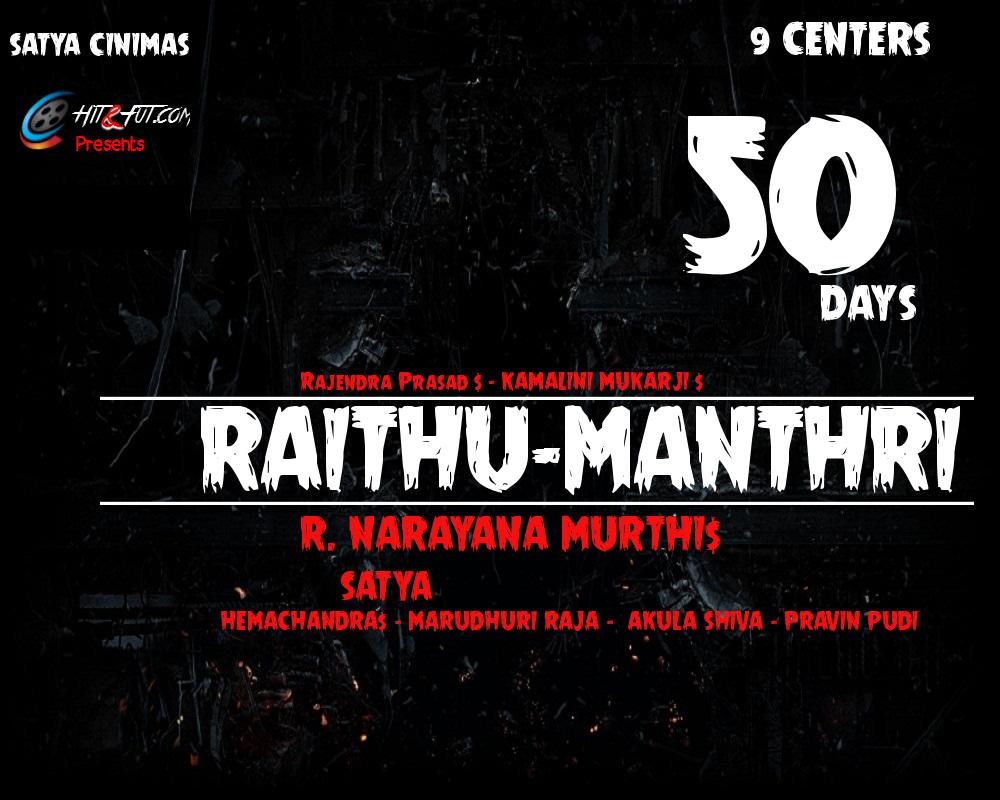 SATYA CINIMAS
9 CENTERS
HIT&FUT.COM
Presents
50
DAYS
RAJENDRA PRASAD $ - KAMALINI MUKARJI $
RAITHU-MANTHRI
R. NARAYANA MURTHI$
SATYA
HEMACHANDRA$ - MARUDHURI RAJA - AKULA SHIVA - PRAVIN PUDI